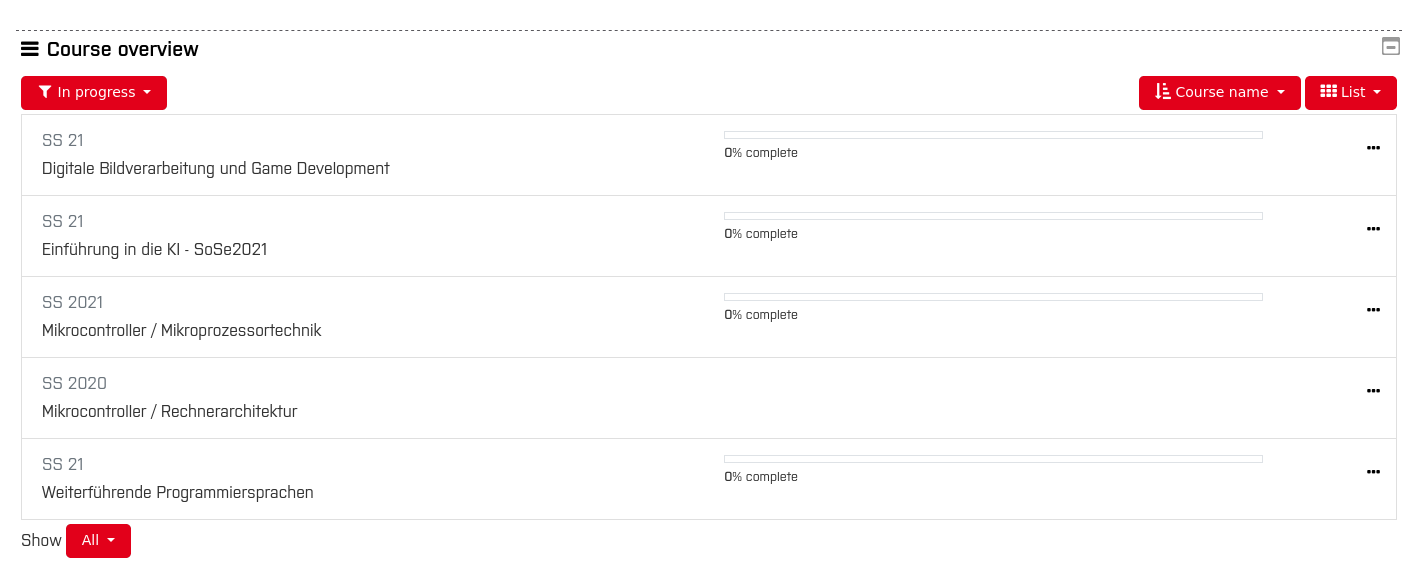 Course overview
In progress
Course name
List
SS 21
Digitale Bildverarbeitung und Game Development
0% complete
SS 21
Einführung in die KI - SoSe2021
0% complete
SS 2021
Mikrocontroller / Mikroprozessortechnik
0% complete
SS 2020
Mikrocontroller / Rechnerarchitektur
SS 21
Weiterführende Programmiersprachen
0% complete
Show All